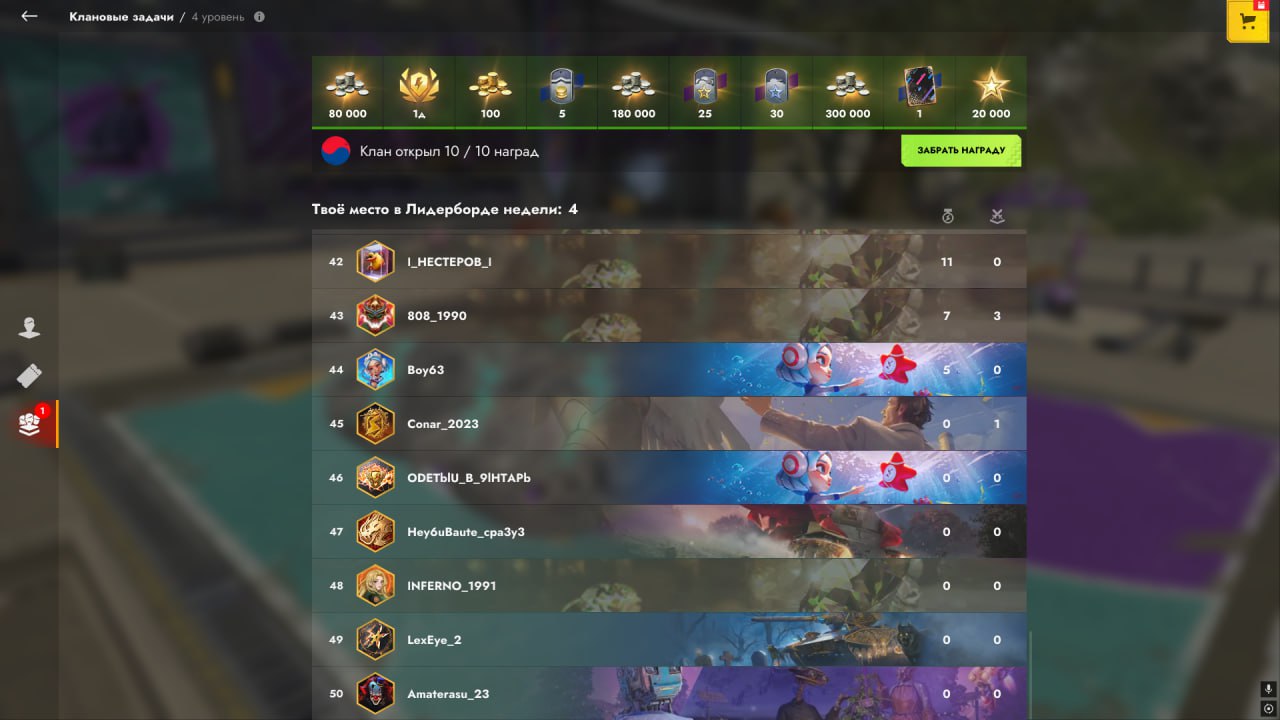 Клановые задачи / 4 уровень
80 000 1д 100 5 180 000 25 30 300 000 1 20 000
Клан открыл 10 / 10 наград
ЗАБРАТЬ НАГРАДУ
Твоё место в Лидерборде недели: 4
42 I_НЕСТЕРОВ_I 11 0
43 808_1990 7 3
44 Boy63 5 0
1
45 Conar_2023 0 1
46 ODETЫU_B_9IHTAPЬ 0 0
47 Hey6uBaute_cpa3y3 0 0
48 INFERNO_1991 0 0
49 LexEye_2 0 0
50 Amaterasu_23 0 0